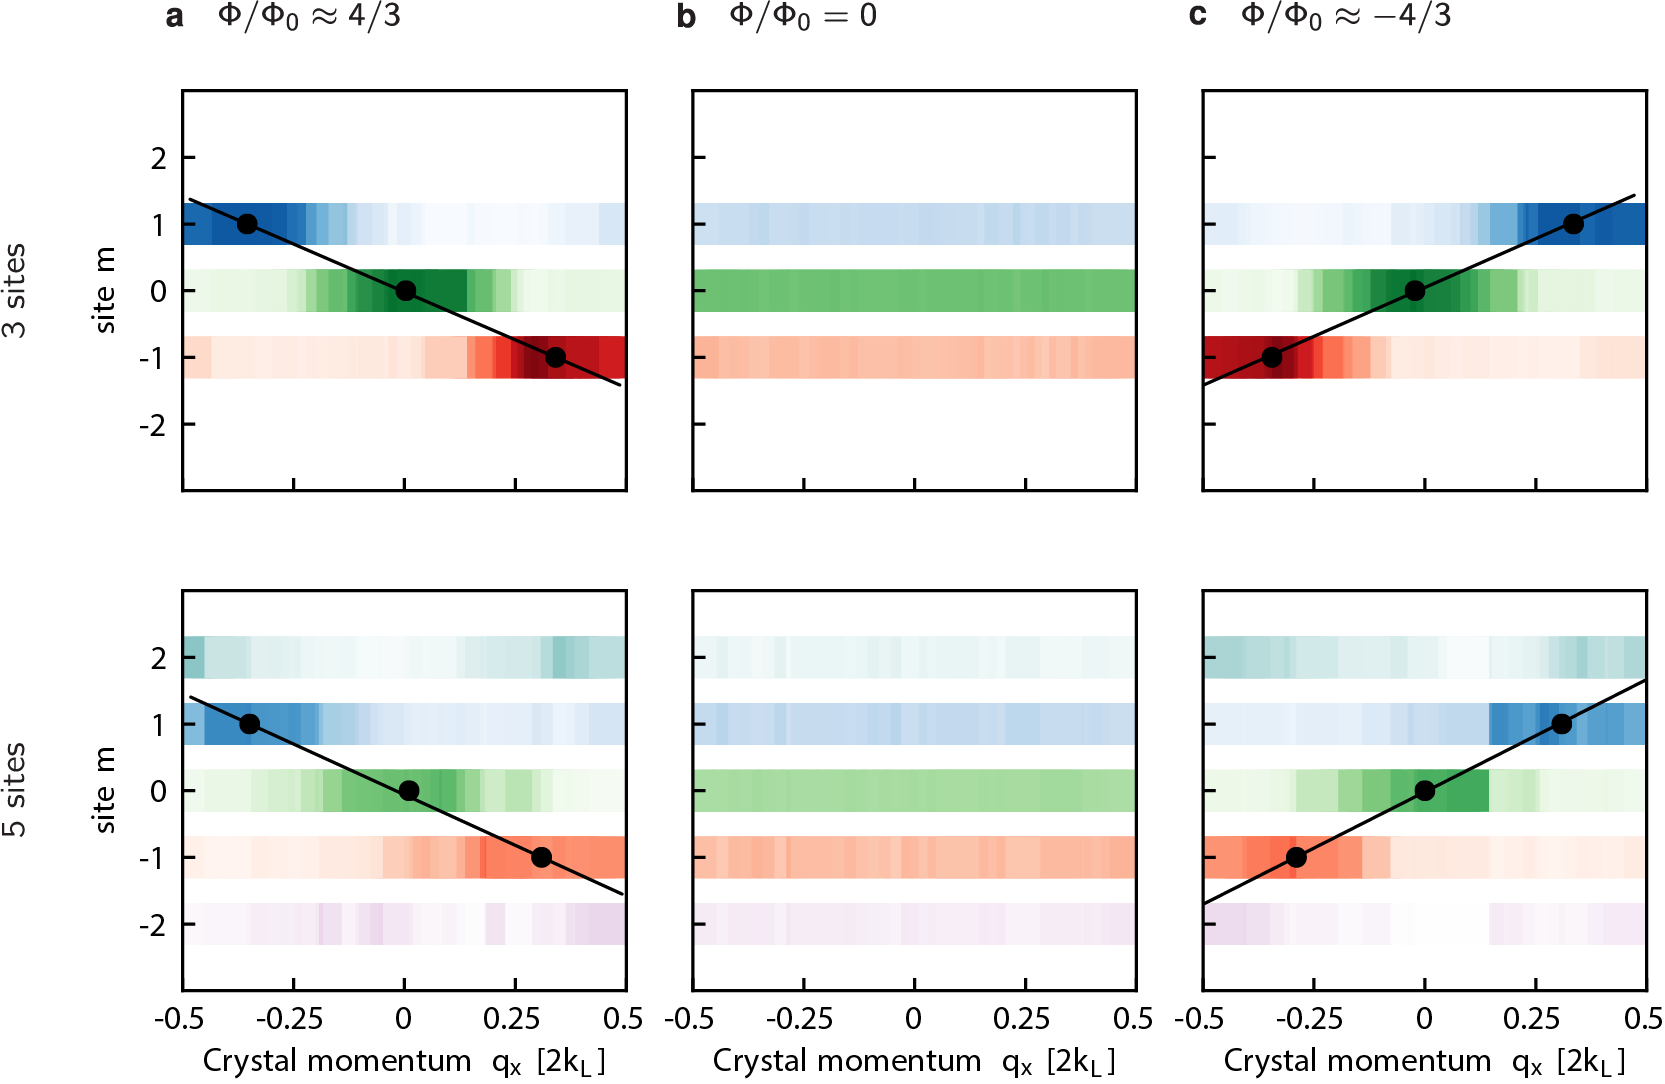 a Φ/Φ₀ ≈ 4/3
b Φ/Φ₀ = 0
c Φ/Φ₀ ≈ −4/3
3 sites
site m
2
1
0
-1
-2
5 sites
site m
2
1
0
-1
-2
-0.5 -0.25 0 0.25 0.5
-0.5 -0.25 0 0.25 0.5
-0.5 -0.25 0 0.25 0.5
Crystal momentum qₓ [2k_L]
Crystal momentum qₓ [2k_L]
Crystal momentum qₓ [2k_L]